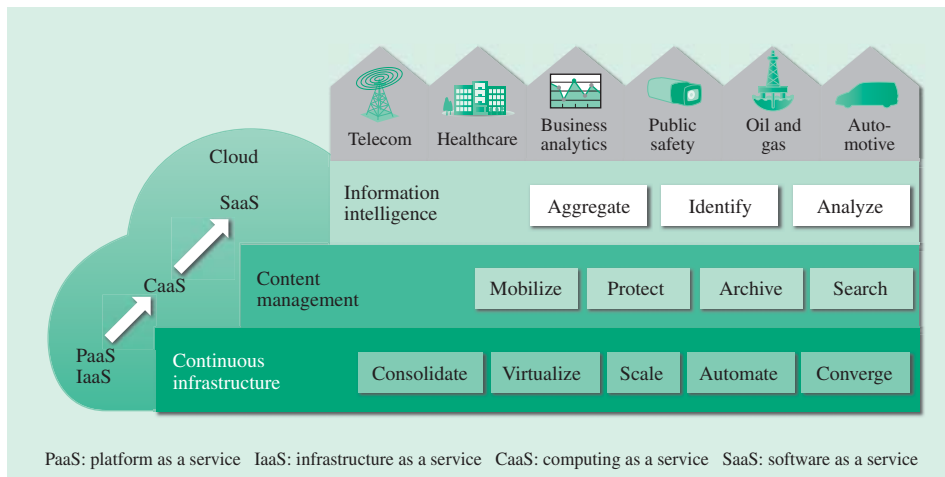 Telecom
Healthcare
Business
analytics
Public
safety
Oil and
gas
Auto-
motive
Cloud
SaaS
CaaS
PaaS
IaaS
Information
intelligence
Aggregate
Identify
Analyze
Content
management
Mobilize
Protect
Archive
Search
Continuous
infrastructure
Consolidate
Virtualize
Scale
Automate
Converge
PaaS: platform as a service IaaS: infrastructure as a service CaaS: computing as a service SaaS: software as a service